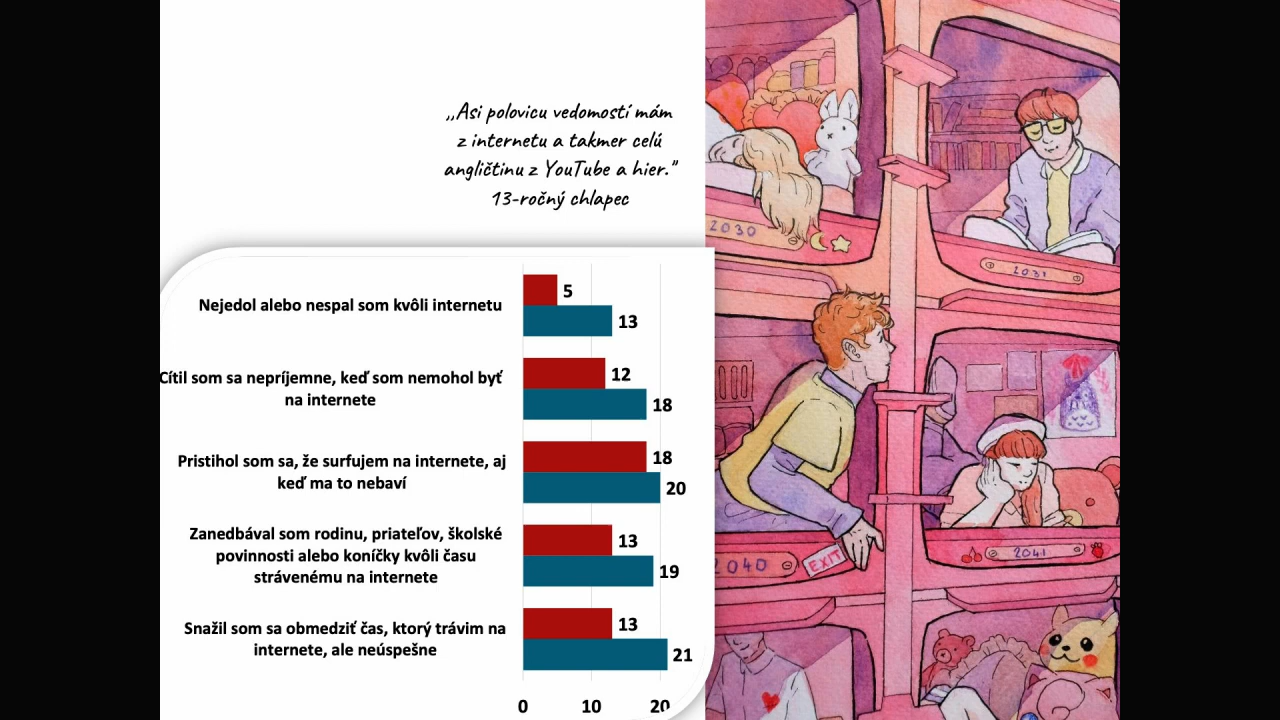 „Asi polovicu vedomostí mám
z internetu a takmer celú
angličtinu z YouTube a hier.”
13-ročný chlapec
Nejedol alebo nespal som kvôli internetu
5
13
Cítil som sa nepríjemne, keď som nemohol byť
na internete
12
18
Pristihol som sa, že surfujem na internete, aj
keď ma to nebaví
18
20
Zanedbával som rodinu, priateľov, školské
povinnosti alebo koníčky kvôli času
strávenému na internete
13
19
Snažil som sa obmedziť čas, ktorý trávim na
internete, ale neúspešne
13
21
0 10 20
2030
2031
2040
EXIT
2041